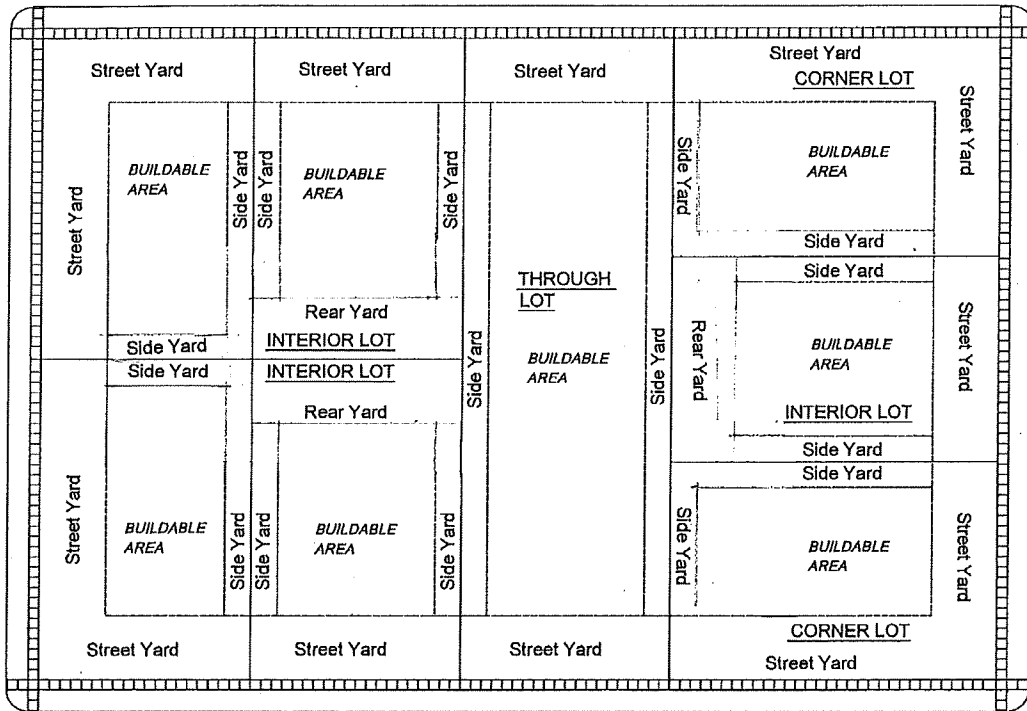 Street Yard
Street Yard
Street Yard
Street Yard
CORNER LOT
Street Yard
BUILDABLE
AREA
Side Yard
Side Yard
BUILDABLE
AREA
Side Yard
Side Yard
BUILDABLE
AREA
Street Yard
Side Yard
Side Yard
THROUGH
LOT
Rear Yard
INTERIOR LOT
Side Yard
INTERIOR LOT
Side Yard
Rear Yard
Side Yard
BUILDABLE
AREA
Side Yard
Rear Yard
BUILDABLE
AREA
Street Yard
INTERIOR LOT
Side Yard
Side Yard
Street Yard
BUILDABLE
AREA
Side Yard
Side Yard
BUILDABLE
AREA
Side Yard
Side Yard
BUILDABLE
AREA
Street Yard
Street Yard
Street Yard
Street Yard
CORNER LOT
Street Yard